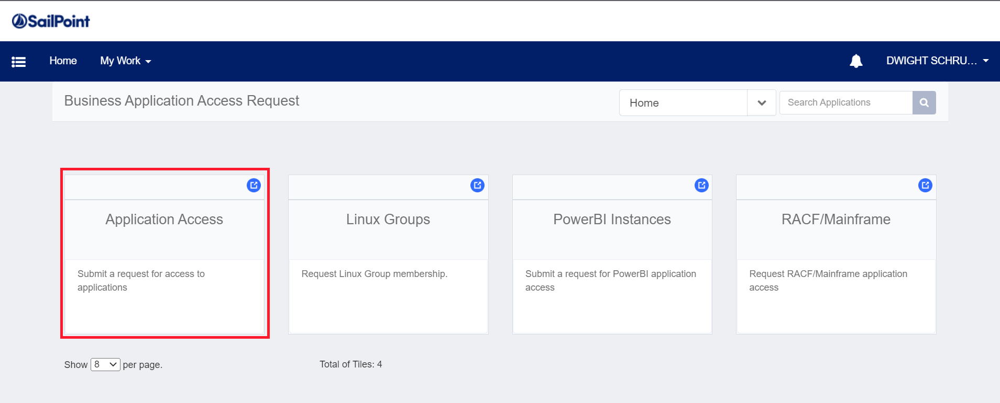 SailPoint
Home
My Work
DWIGHT SCHRU...
Business Application Access Request
Home
Search Applications
Application Access
Submit a request for access to
applications
Linux Groups
Request Linux Group membership.
PowerBI Instances
Submit a request for PowerBI application
access
RACF/Mainframe
Request RACF/Mainframe application
access
Show 8 per page.
Total of Tiles: 4